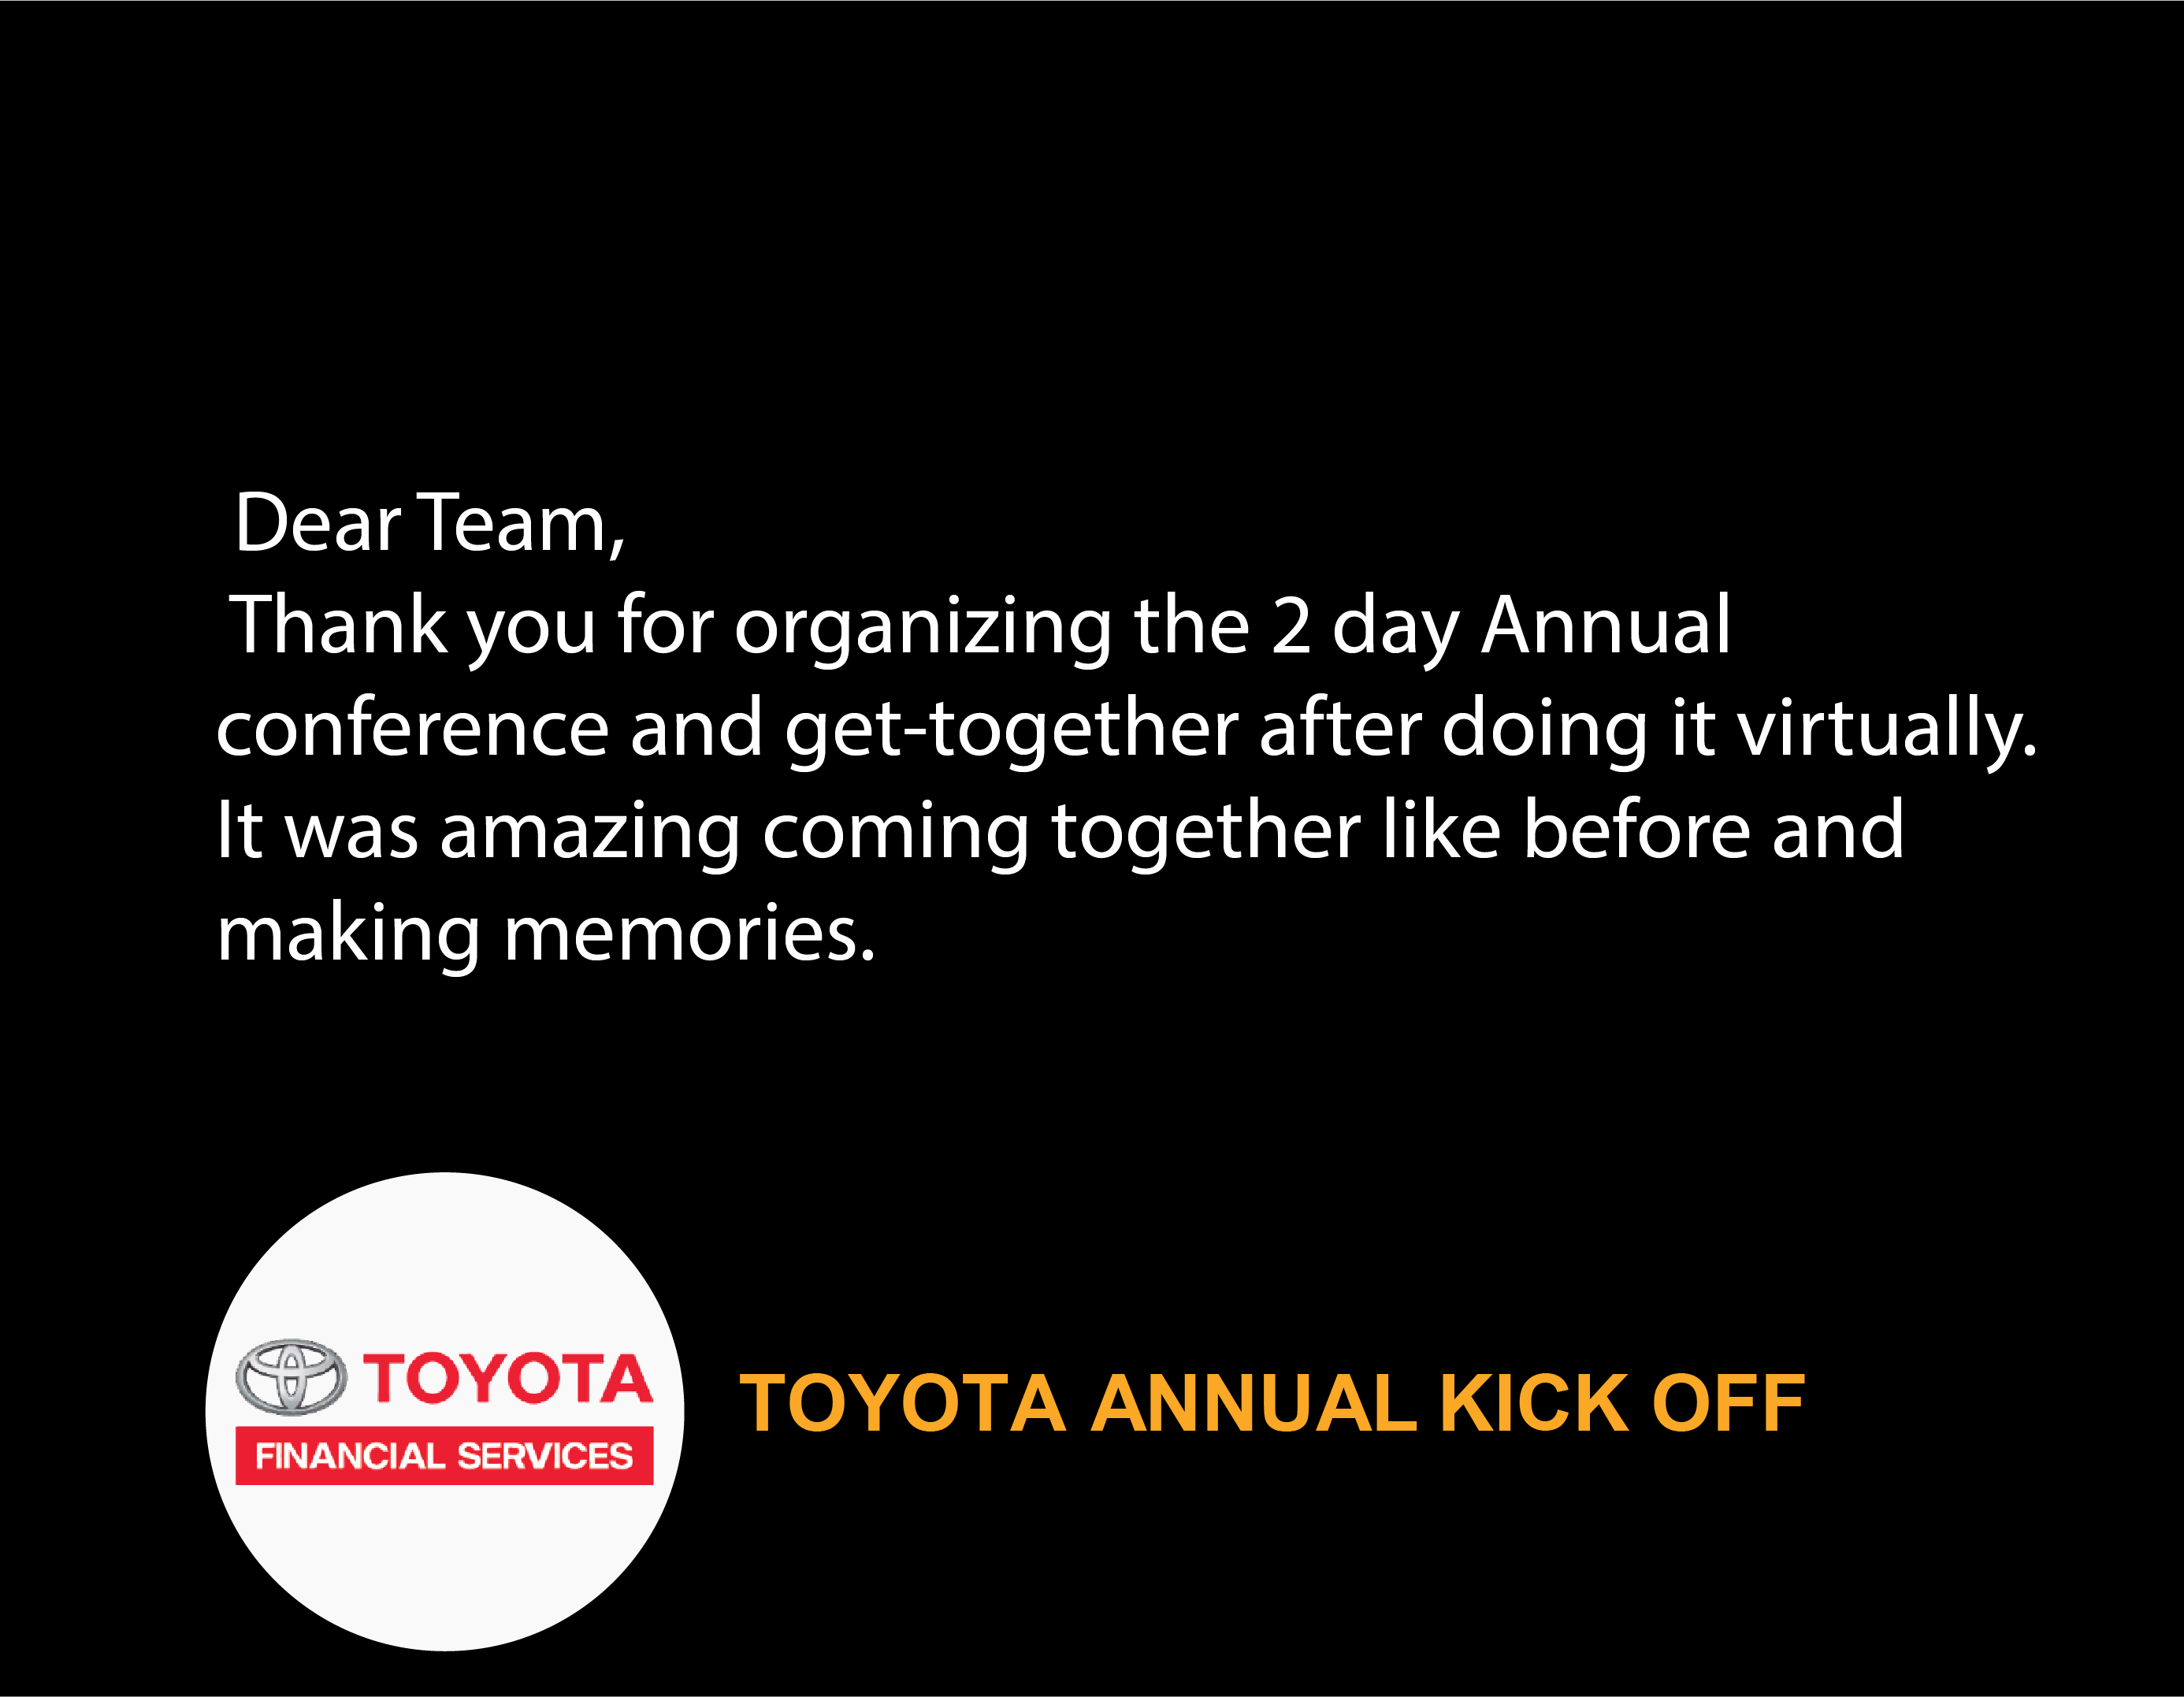 Dear Team,
Thank you for organizing the 2 day Annual
conference and get-together after doing it virtually.
It was amazing coming together like before and
making memories.
TOYOTA
FINANCIAL SERVICES
TOYOTA ANNUAL KICK OFF